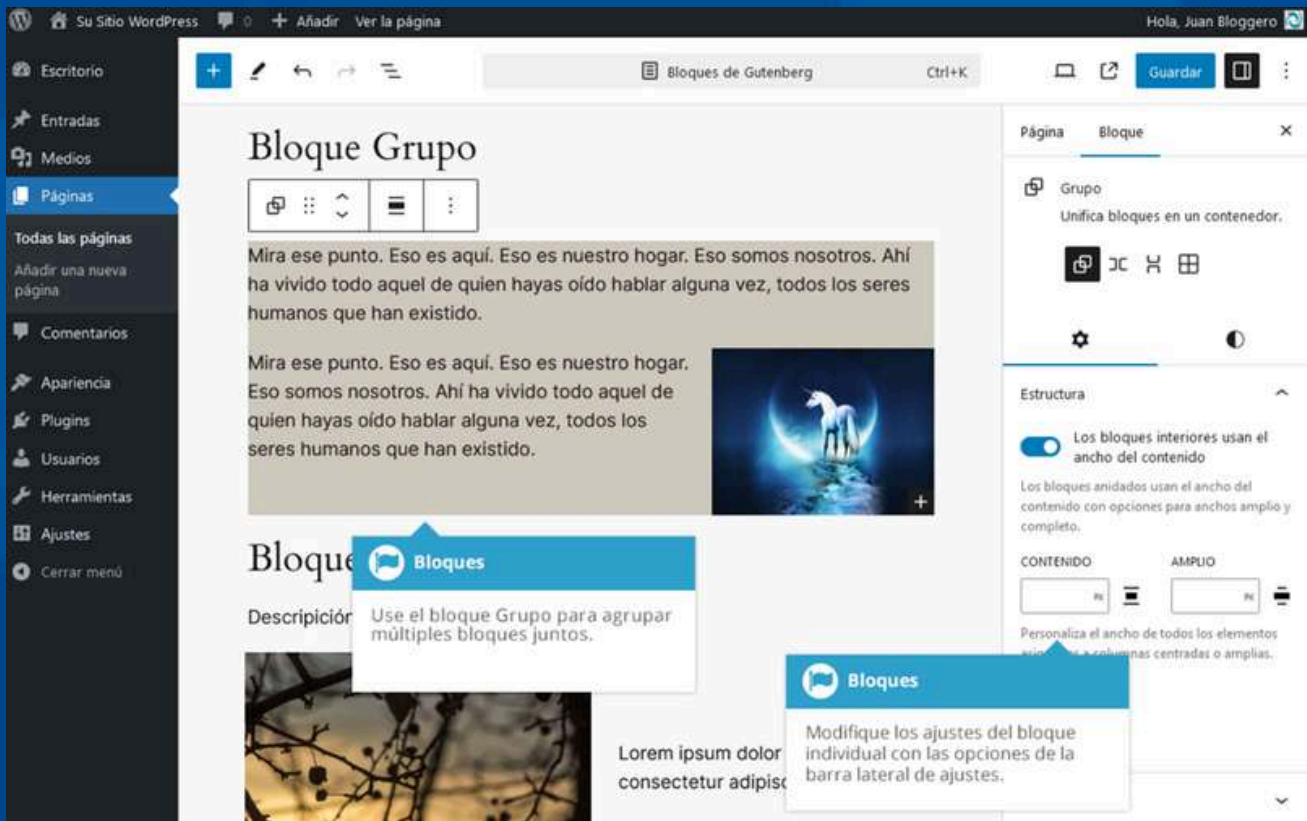 Su Sitio WordPress 0 + Añadir Ver la página Hola, Juan Bloggero
Escritorio
Entradas
Medios
Páginas
Todas las páginas
Añadir una nueva
página
Comentarios
Apariencia
Plugins
Usuarios
Herramientas
Ajustes
Cerrar menú
Bloques de Gutenberg Ctrl+K Guardar
Bloque Grupo
Mira ese punto. Eso es aquí. Eso es nuestro hogar. Eso somos nosotros. Ahí
ha vivido todo aquel de quien hayas oído hablar alguna vez, todos los seres
humanos que han existido.
Mira ese punto. Eso es aquí. Eso es nuestro hogar.
Eso somos nosotros. Ahí ha vivido todo aquel de
quien hayas oído hablar alguna vez, todos los
seres humanos que han existido.
Bloque
Descripición
Bloques
Use el bloque Grupo para agrupar
múltiples bloques juntos.
Lorem ipsum dolor
consectetur adipisc
Página Bloque
Grupo
Unifica bloques en un contenedor.
Estructura
Los bloques interiores usan el
ancho del contenido
Los bloques anidados usan el ancho del
contenido con opciones para anchos amplio y
completo.
CONTENIDO AMPLIO
PX PX
Personaliza el ancho de todos los elementos
a columnas centradas o amplias.
Bloques
Modifique los ajustes del bloque
individual con las opciones de la
barra lateral de ajustes.